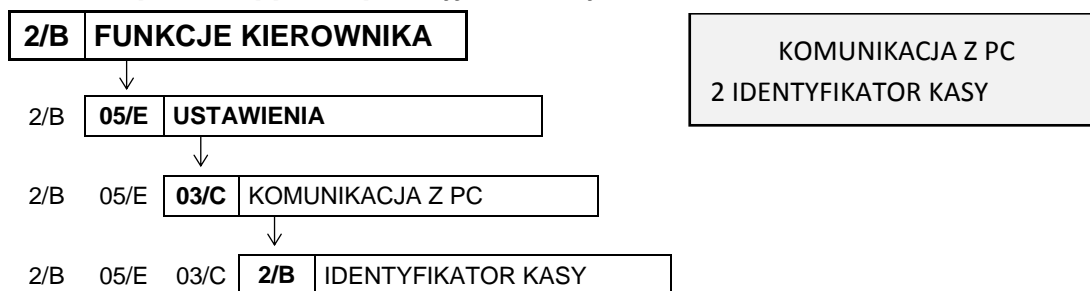 2/B FUNKCJE KIEROWNIKA
KOMUNIKACJA Z PC
2 IDENTYFIKATOR KASY
2/B 05/E USTAWIENIA
2/B 05/E 03/C KOMUNIKACJA Z PC
2/B 05/E 03/C 2/B IDENTYFIKATOR KASY